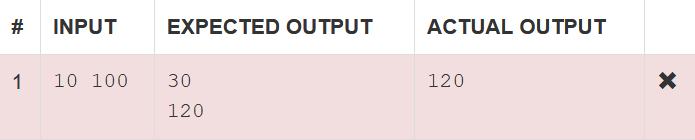 # INPUT EXPECTED OUTPUT ACTUAL OUTPUT
1 10 100 30 120
120